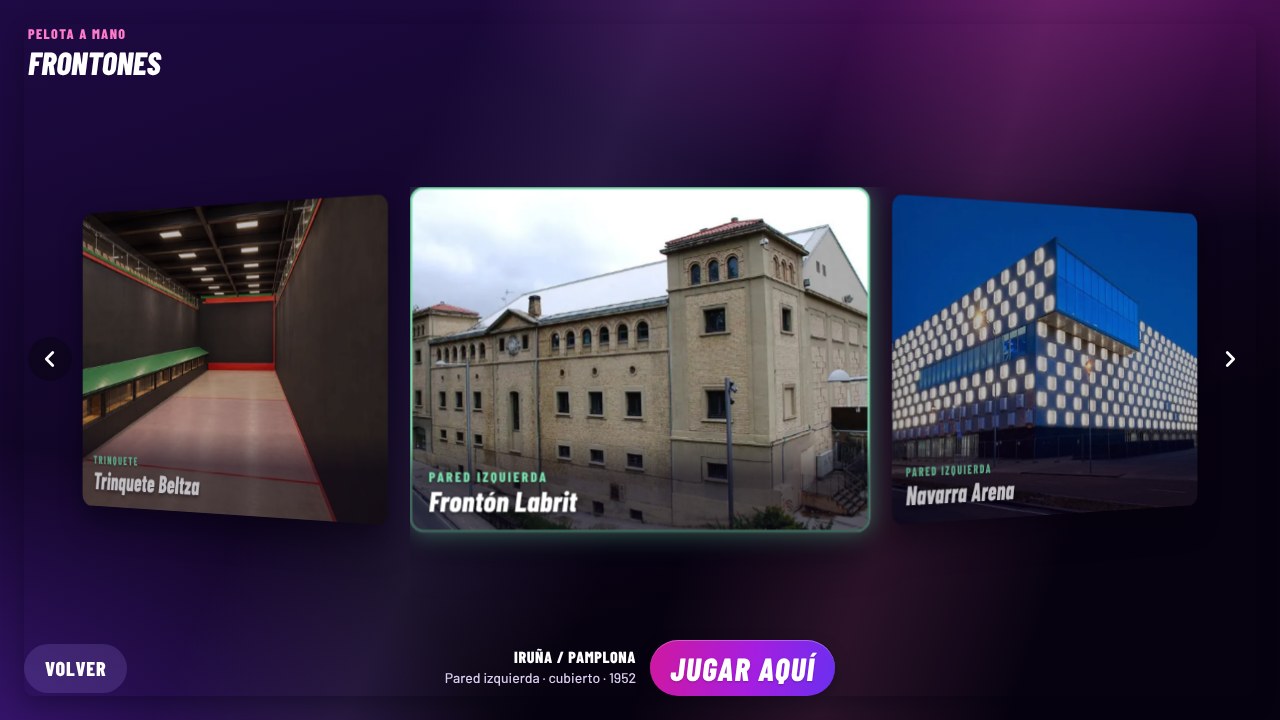 PELOTA A MANO
FRONTONES
TRINQUETE
Trinquete Beltza
PARED IZQUIERDA
Frontón Labrit
PARED IZQUIERDA
Navarra Arena
VOLVER
IRUÑA / PAMPLONA
Pared izquierda · cubierto · 1952
JUGAR AQUÍ